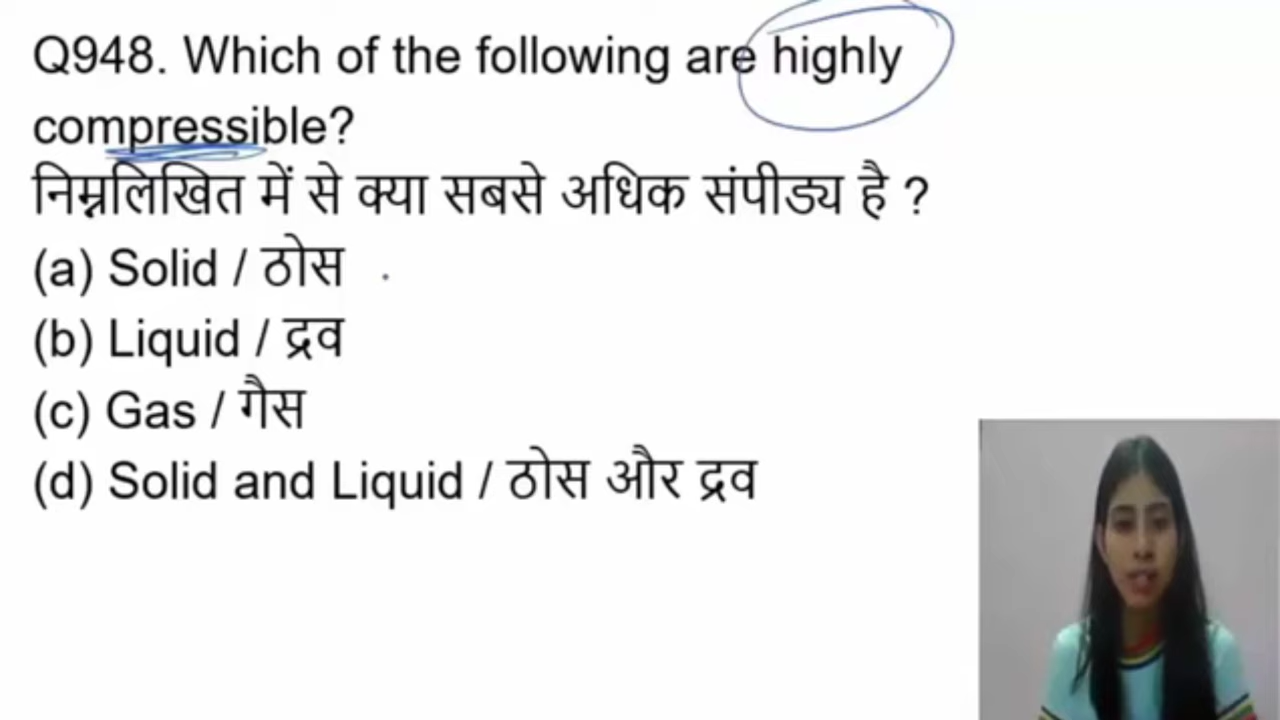 Q948. Which of the following are highly
compressible?
निम्नलिखित में से क्या सबसे अधिक संपीड्य है ?
(a) Solid / ठोस
(b) Liquid / द्रव
(c) Gas / गैस
(d) Solid and Liquid / ठोस और द्रव